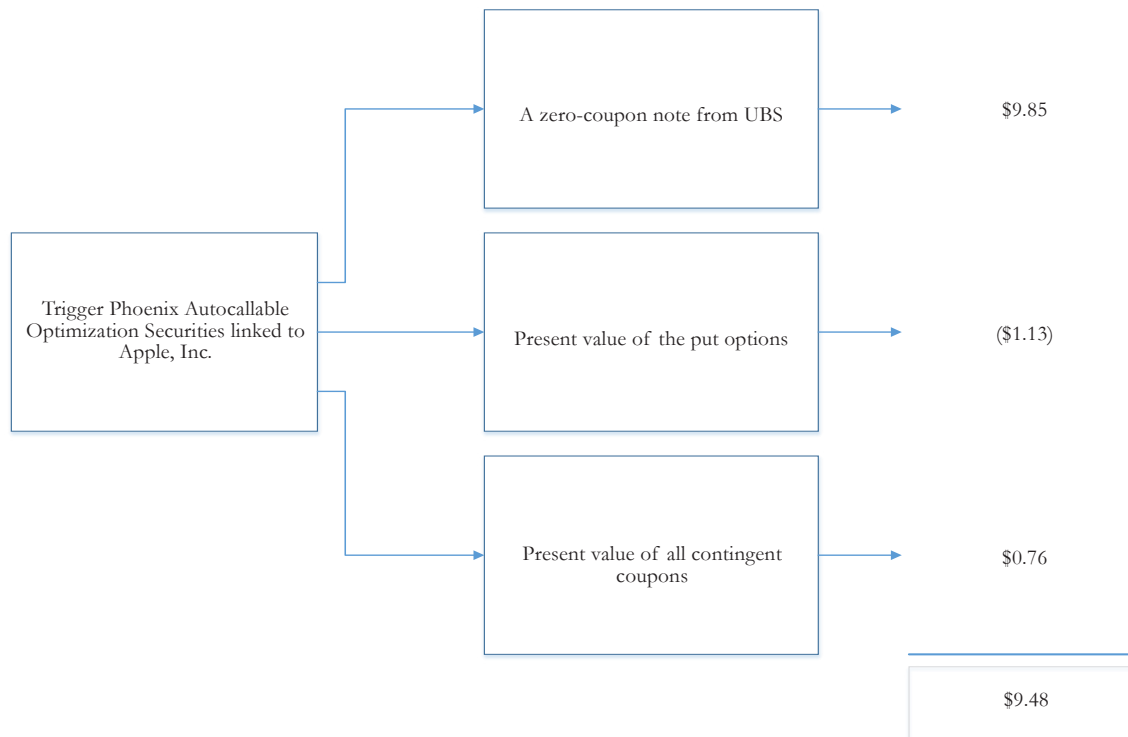 A zero-coupon note from UBS
$9.85
Trigger Phoenix Autocallable
Optimization Securities linked to
Apple, Inc.
Present value of the put options
($1.13)
Present value of all contingent
coupons
$0.76
$9.48